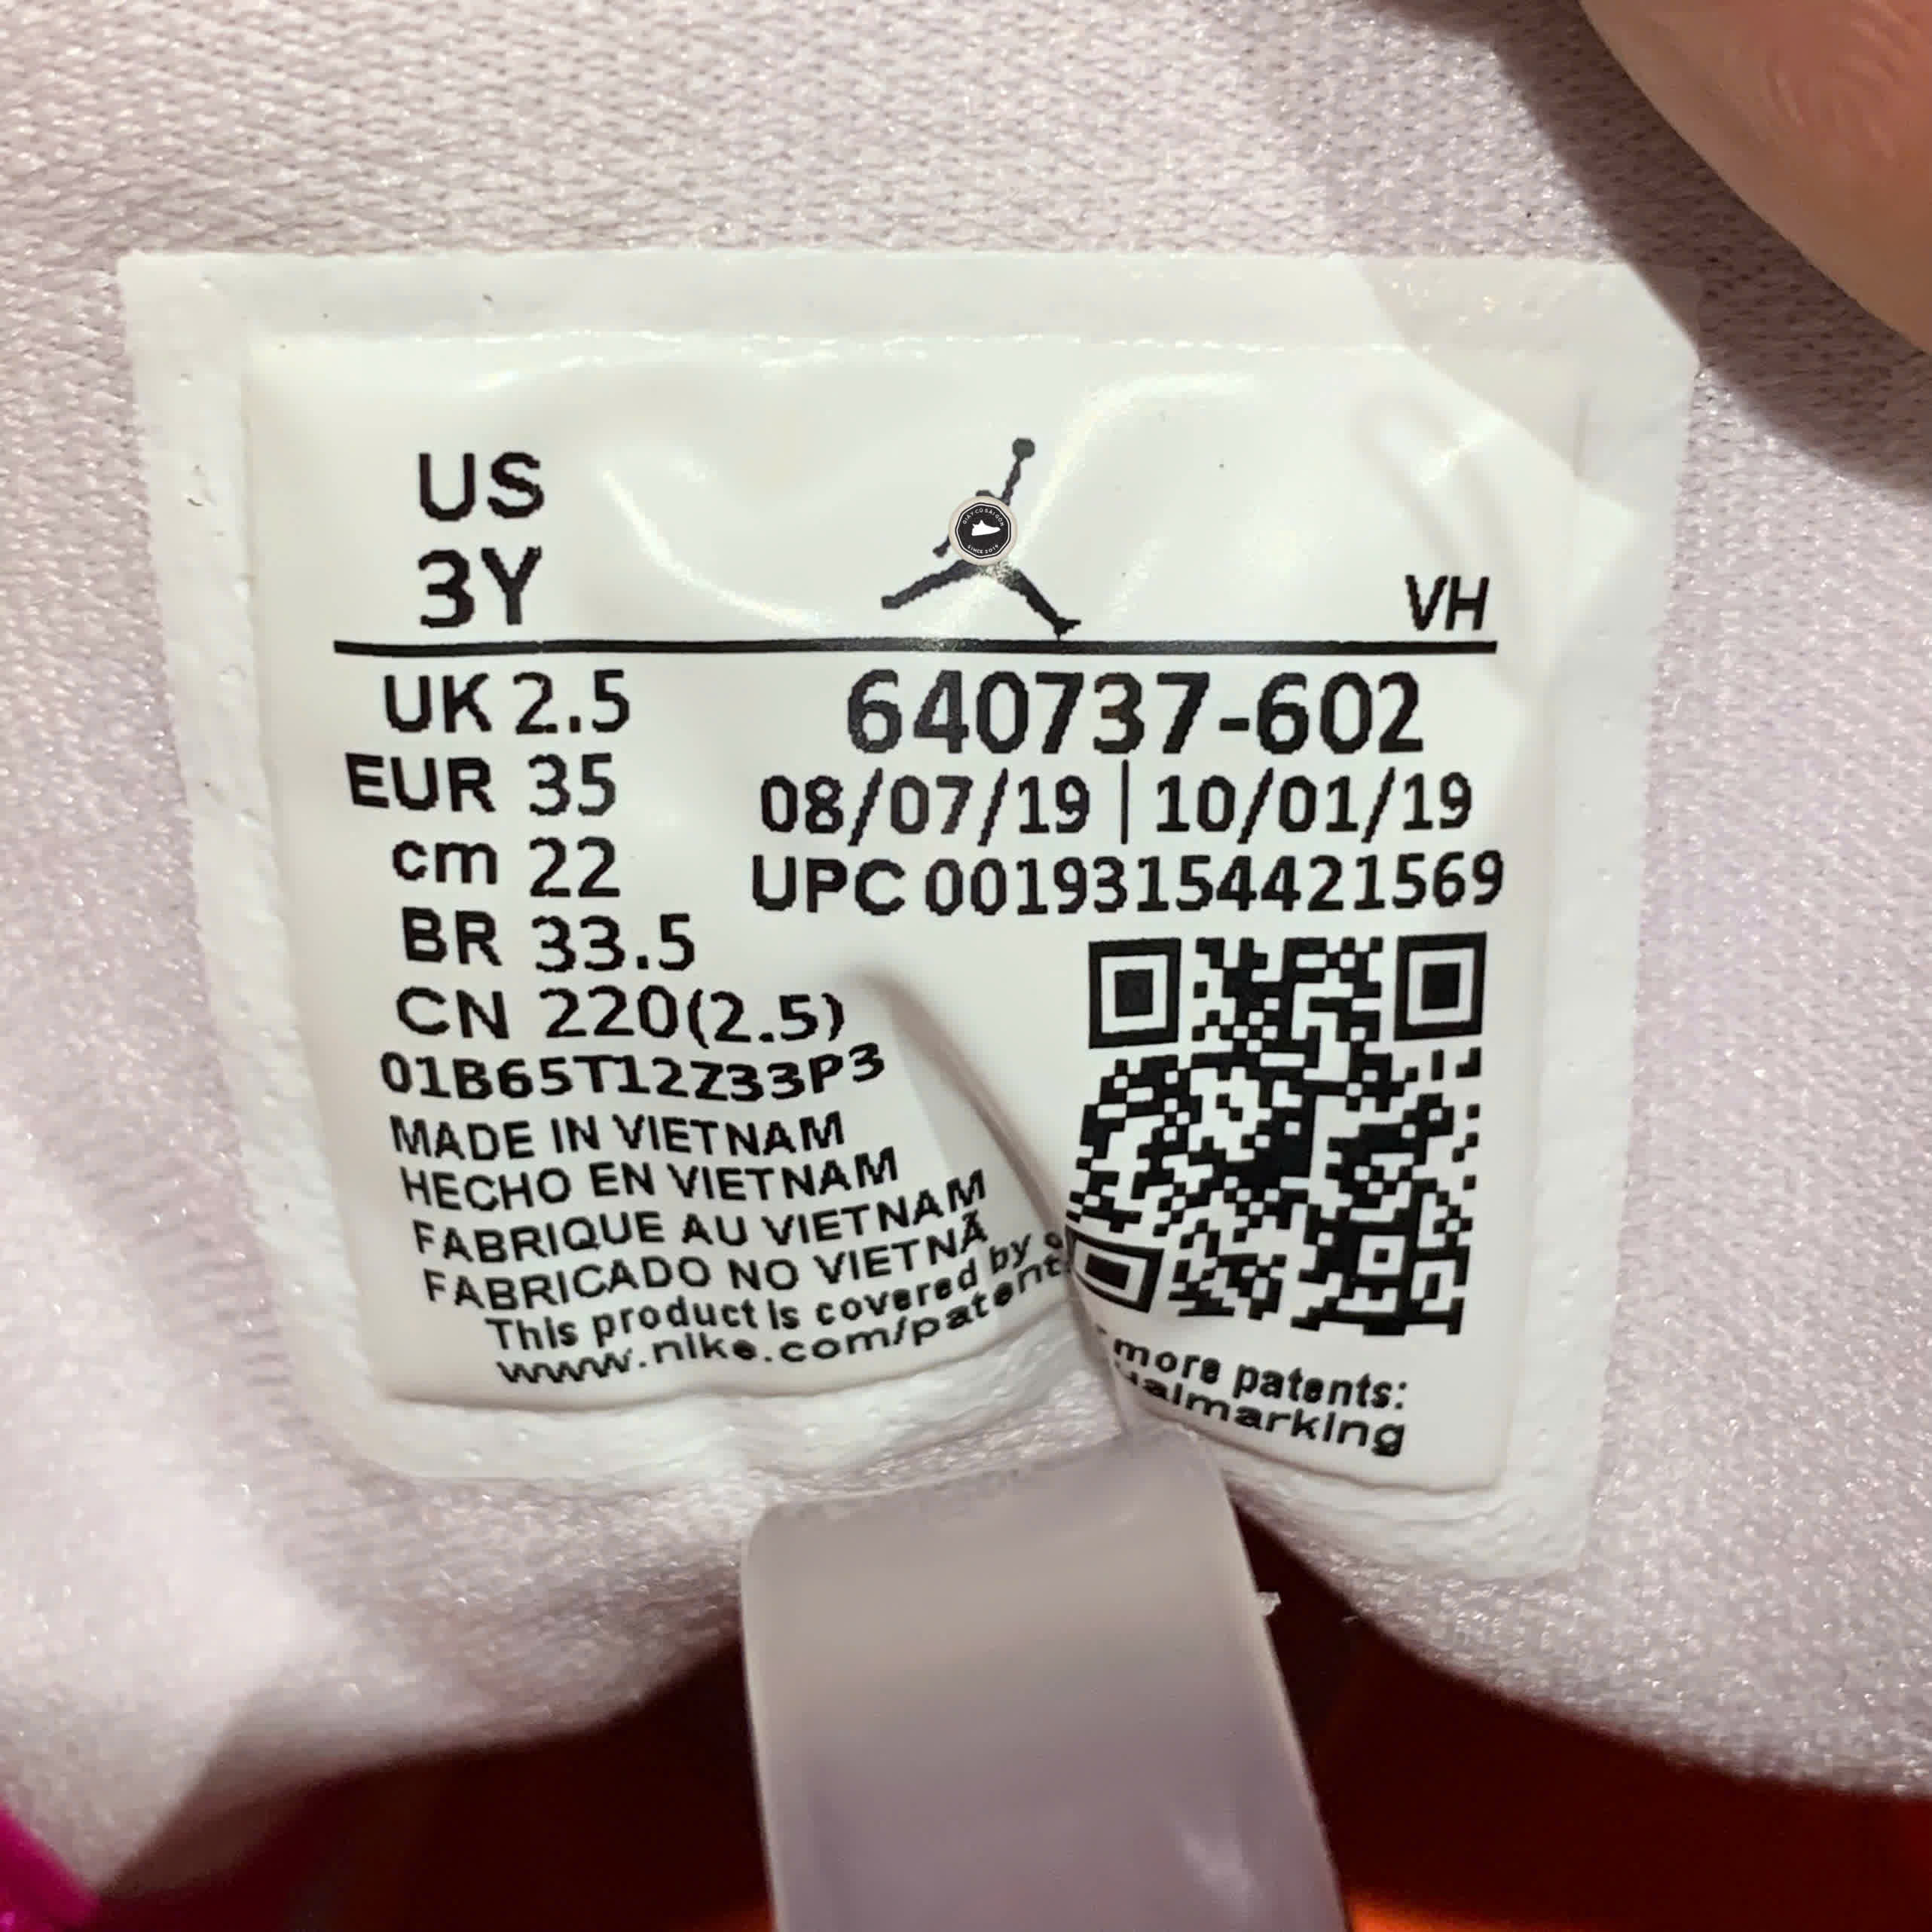 US
3Y
VH
UK 2.5
EUR 35
cm 22
BR 33.5
CN 220(2.5)
01B65T12Z33P3
640737-602
08/07/19 | 10/01/19
UPC 00193154421569
MADE IN VIETNAM
HECHO EN VIETNAM
FABRIQUE AU VIETNAM
FABRICADO NO VIETNÃ
This product is covered by
more patents:
www.nike.com/patent
SINCE 2019